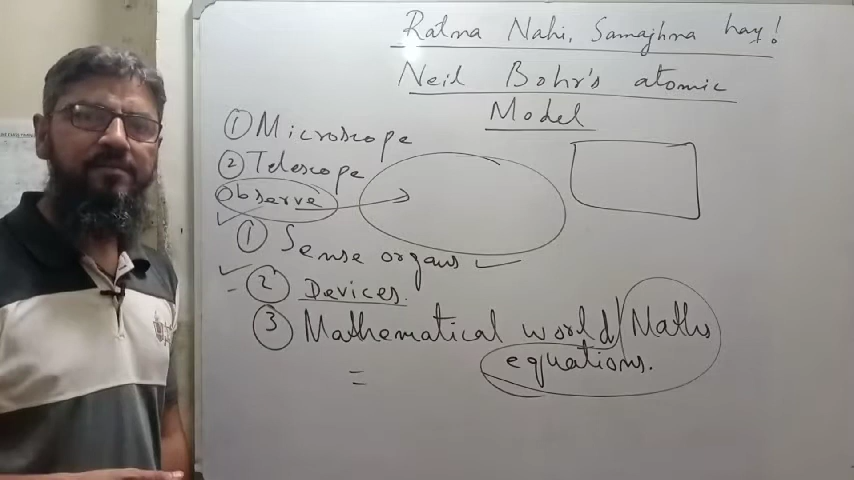 Ratna Nahi, Samajhna hay!
Neil Bohr's atomic
Model
① Microscope
② Teloscope
Observe
① Sense organs
② Devices.
③ Mathematical world/Maths
equations.
=